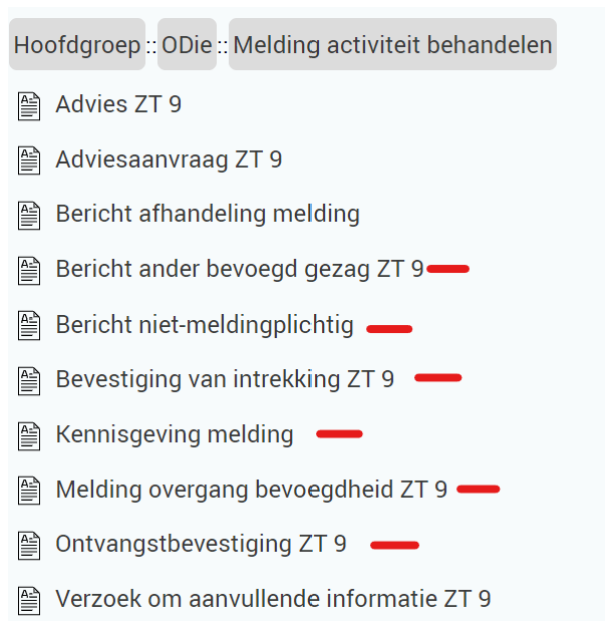 Hoofdgroep :: ODie :: Melding activiteit behandelen
Advies ZT 9
Adviesaanvraag ZT 9
Bericht afhandeling melding
Bericht ander bevoegd gezag ZT 9
Bericht niet-meldingplichtig
Bevestiging van intrekking ZT 9
Kennisgeving melding
Melding overgang bevoegdheid ZT 9
Ontvangstbevestiging ZT 9
Verzoek om aanvullende informatie ZT 9